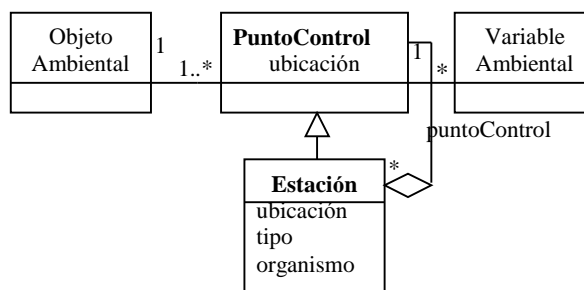 Objeto
Ambiental
1
1..*
PuntoControl
ubicación
1
*
Variable
Ambiental
puntoControl
*
Estación
ubicación
tipo
organismo